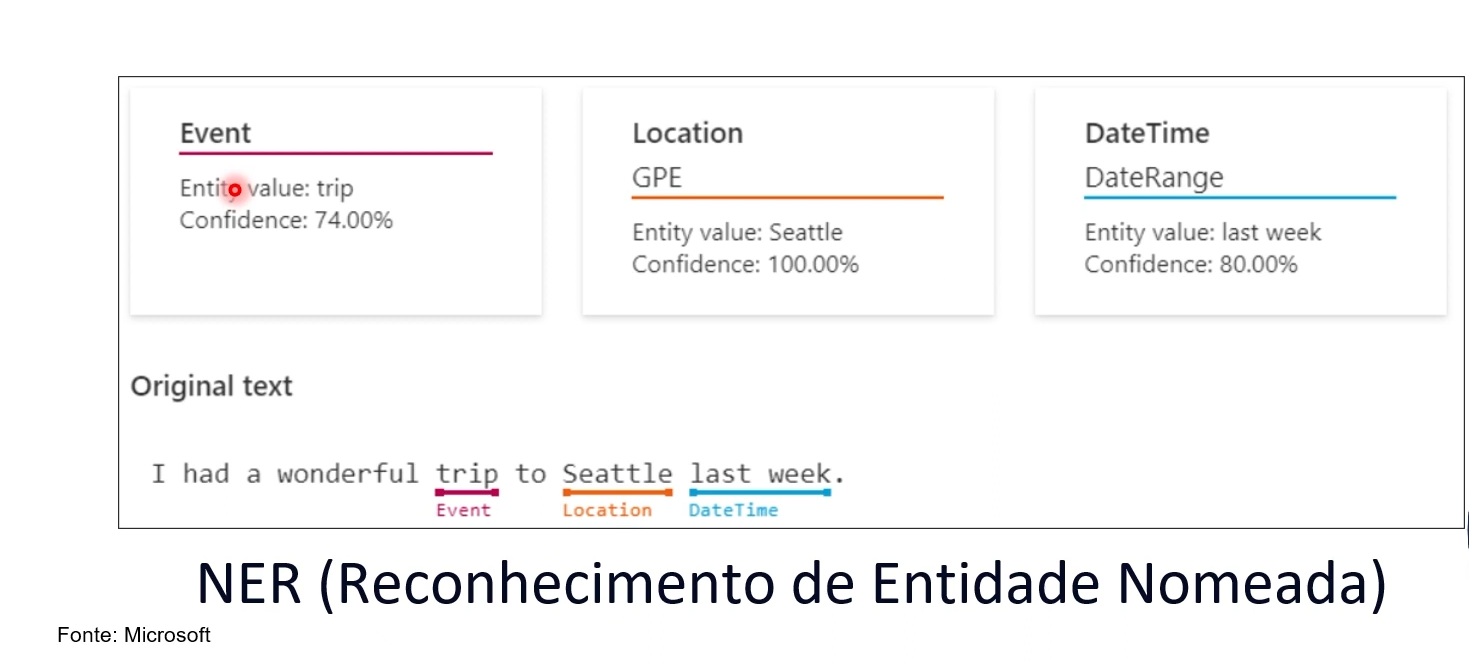 Event
Entity value: trip
Confidence: 74.00%
Location
GPE
Entity value: Seattle
Confidence: 100.00%
DateTime
DateRange
Entity value: last week
Confidence: 80.00%
Original text
I had a wonderful trip to Seattle last week.
Event Location DateTime
NER (Reconhecimento de Entidade Nomeada)
Fonte: Microsoft